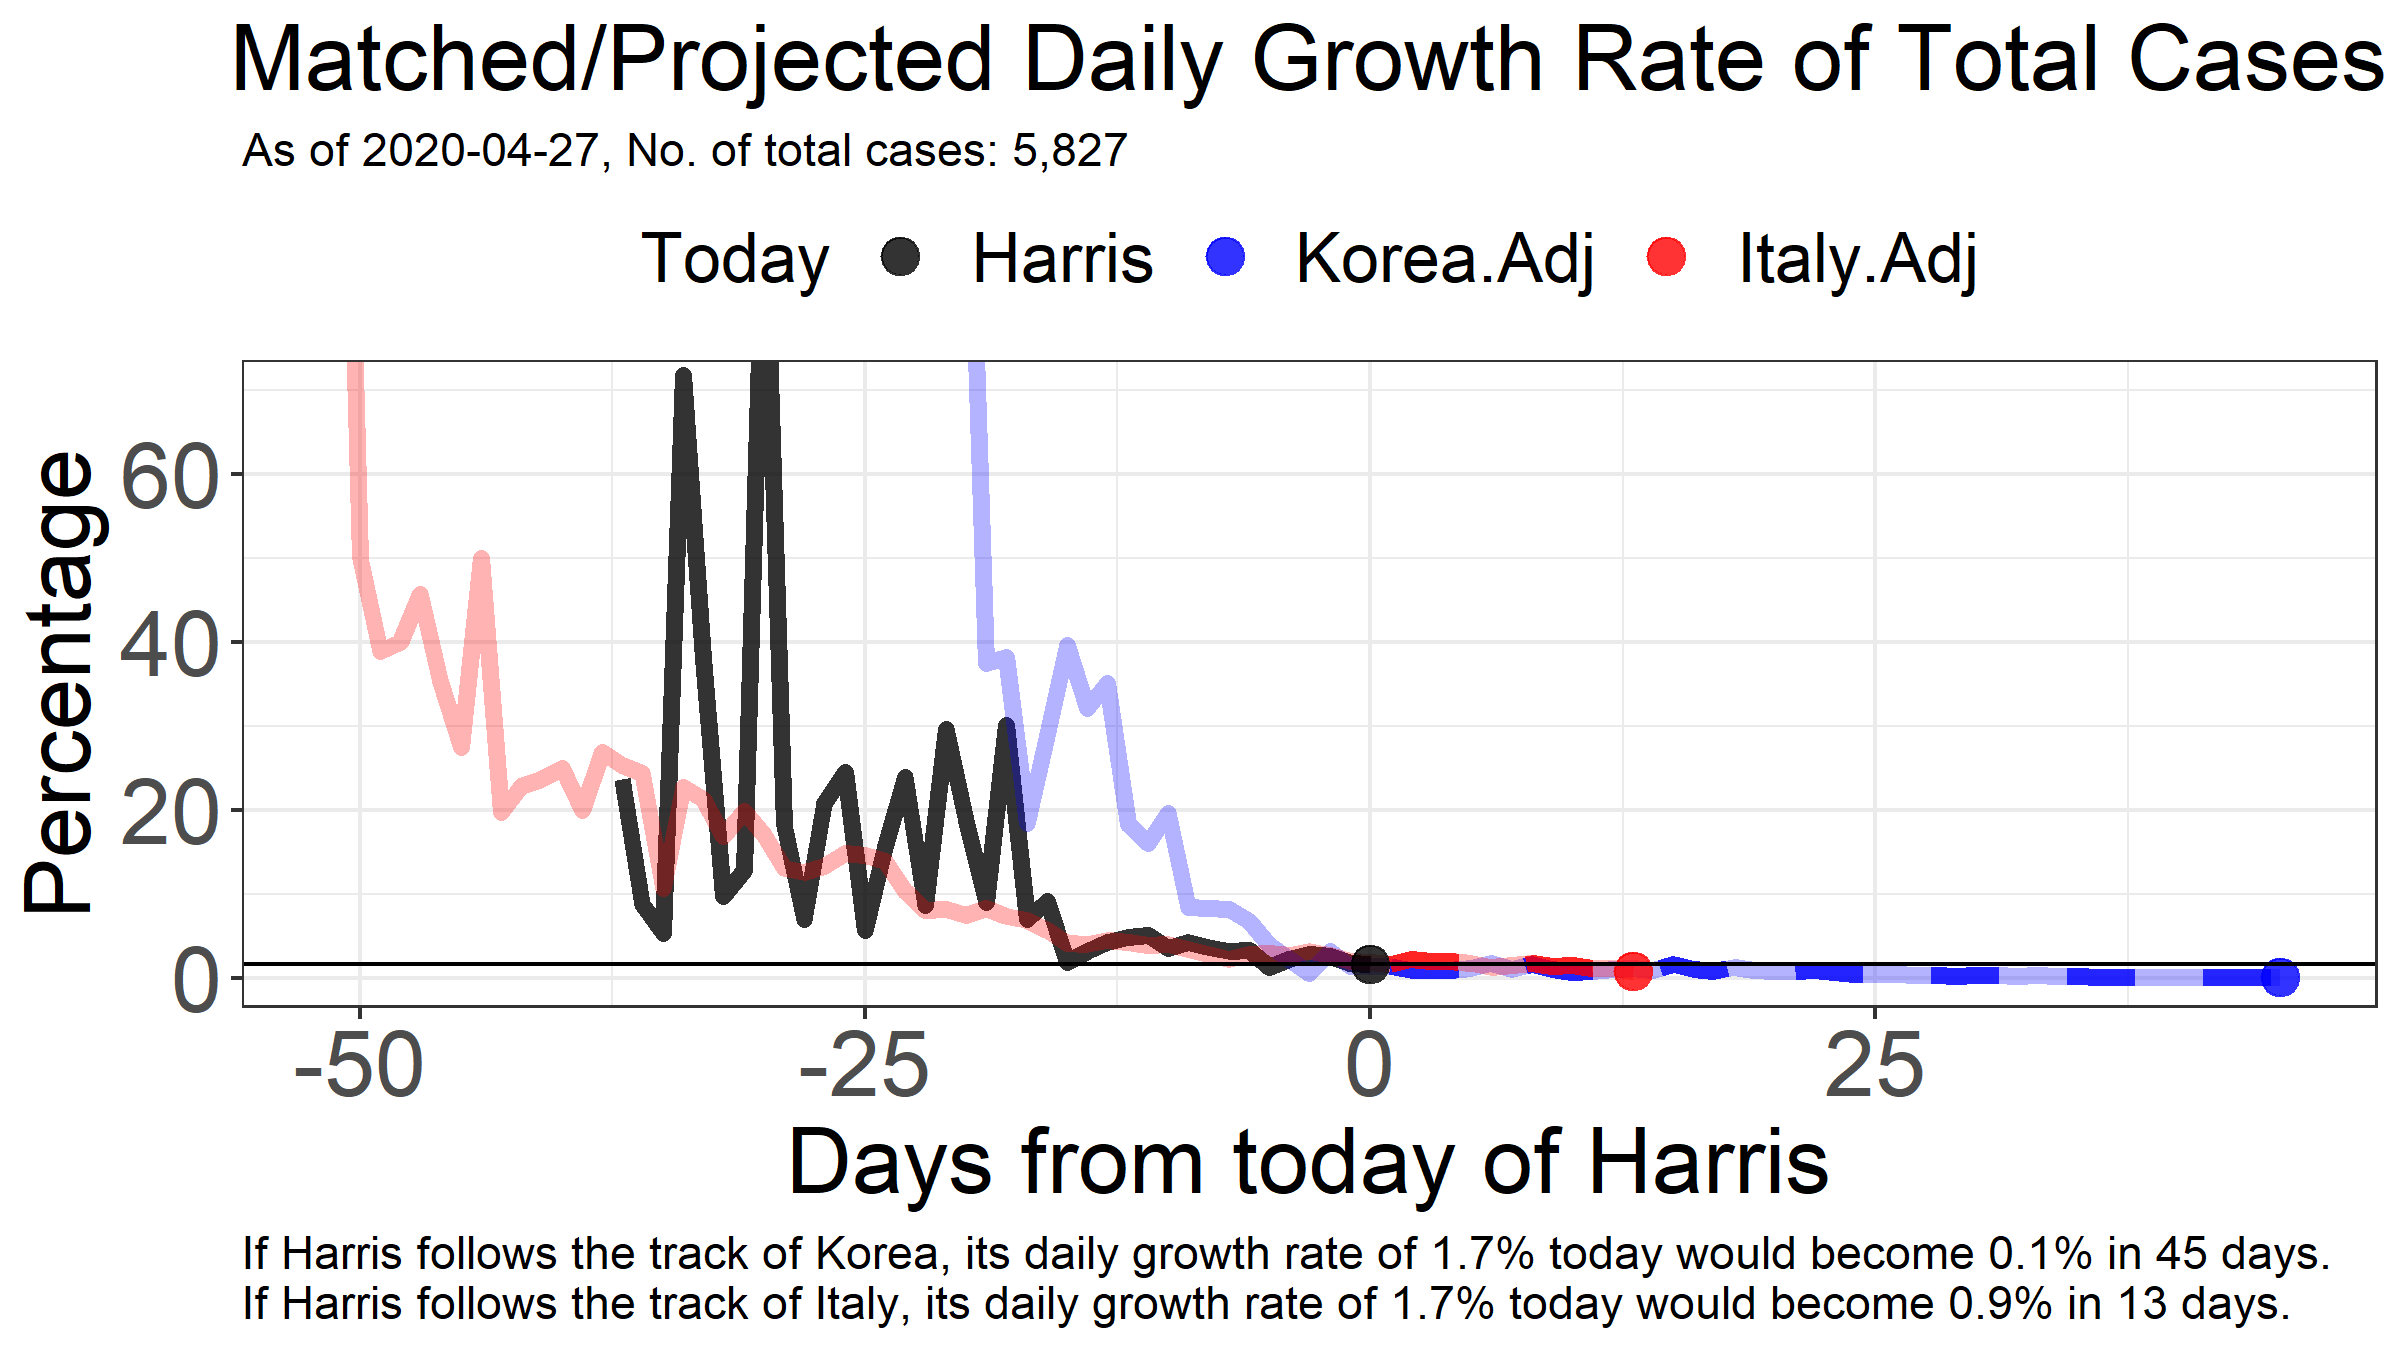 Matched/Projected Daily Growth Rate of Total Cases
As of 2020-04-27, No. of total cases: 5,827
Today Harris Korea.Adj Italy.Adj
Percentage
60
40
20
0
-50 -25 0 25
Days from today of Harris
If Harris follows the track of Korea, its daily growth rate of 1.7% today would become 0.1% in 45 days.
If Harris follows the track of Italy, its daily growth rate of 1.7% today would become 0.9% in 13 days.